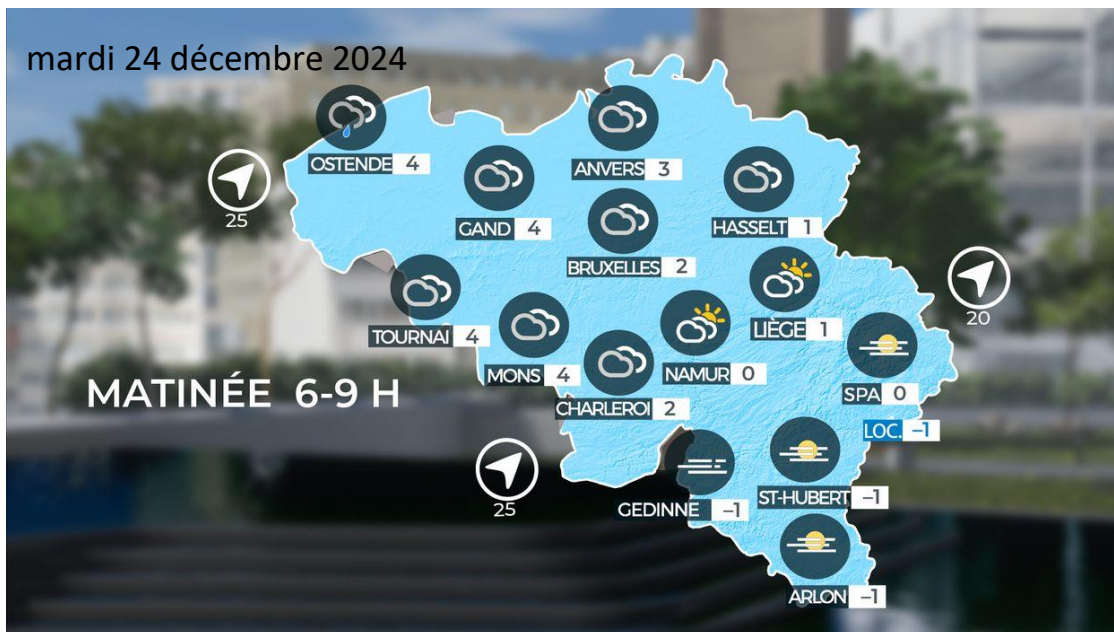 mardi 24 décembre 2024
OSTENDE 4
ANVERS 3
25
GAND 4
HASSELT 1
BRUXELLES 2
20
TOURNAI 4
LIÈGE 1
MONS 4
NAMUR 0
MATINÉE 6-9 H
SPA 0
CHARLEROI 2
LOC. –1
25
GEDINNE –1
ST-HUBERT –1
ARLON –1